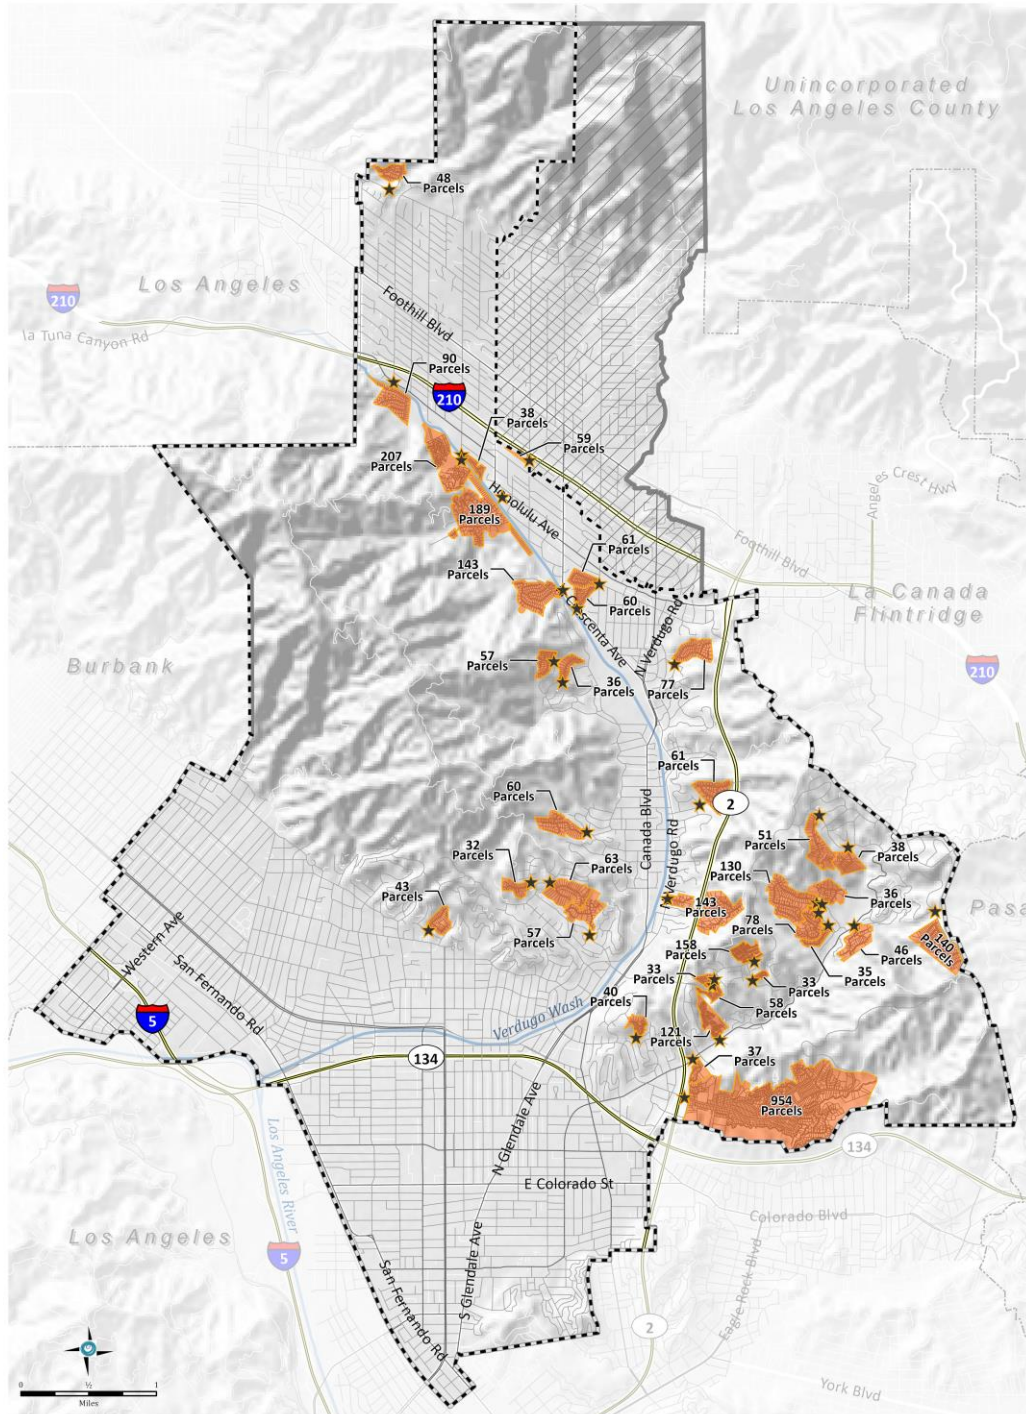 Unincorporated
Los Angeles County
48
Parcels
Los Angeles
210
la Tuna Canyon Rd
Foothill Blvd
90
Parcels
210
38
Parcels
59
Parcels
207
Parcels
Honolulu Ave
189
Parcels
Angeles Crest HWY
Foothill Blvd
61
Parcels
143
Parcels
60
Parcels
La Canada
Flintridge
Crescenta Ave
N Verdugo Rd
Burbank
57
Parcels
36
Parcels
77
Parcels
210
61
Parcels
2
60
Parcels
Canada Blvd
Verdugo Rd
51
Parcels
38
Parcels
32
Parcels
63
Parcels
130
Parcels
36
Parcels
43
Parcels
143
Parcels
Pasa
57
Parcels
78
Parcels
140
Parcels
158
Parcels
46
Parcels
35
Parcels
33
Parcels
33
Parcels
58
Parcels
40
Parcels
121
Parcels
Western Ave
San Fernando Rd
5
Verdugo Wash
134
37
Parcels
954
Parcels
N Glendale Ave
Los Angeles River
134
E Colorado St
Colorado Blvd
Los Angeles
5
San Fernando Rd
S Glendale Ave
Eagle Rock Blvd
2
York Blvd
0 ½ 1
Miles